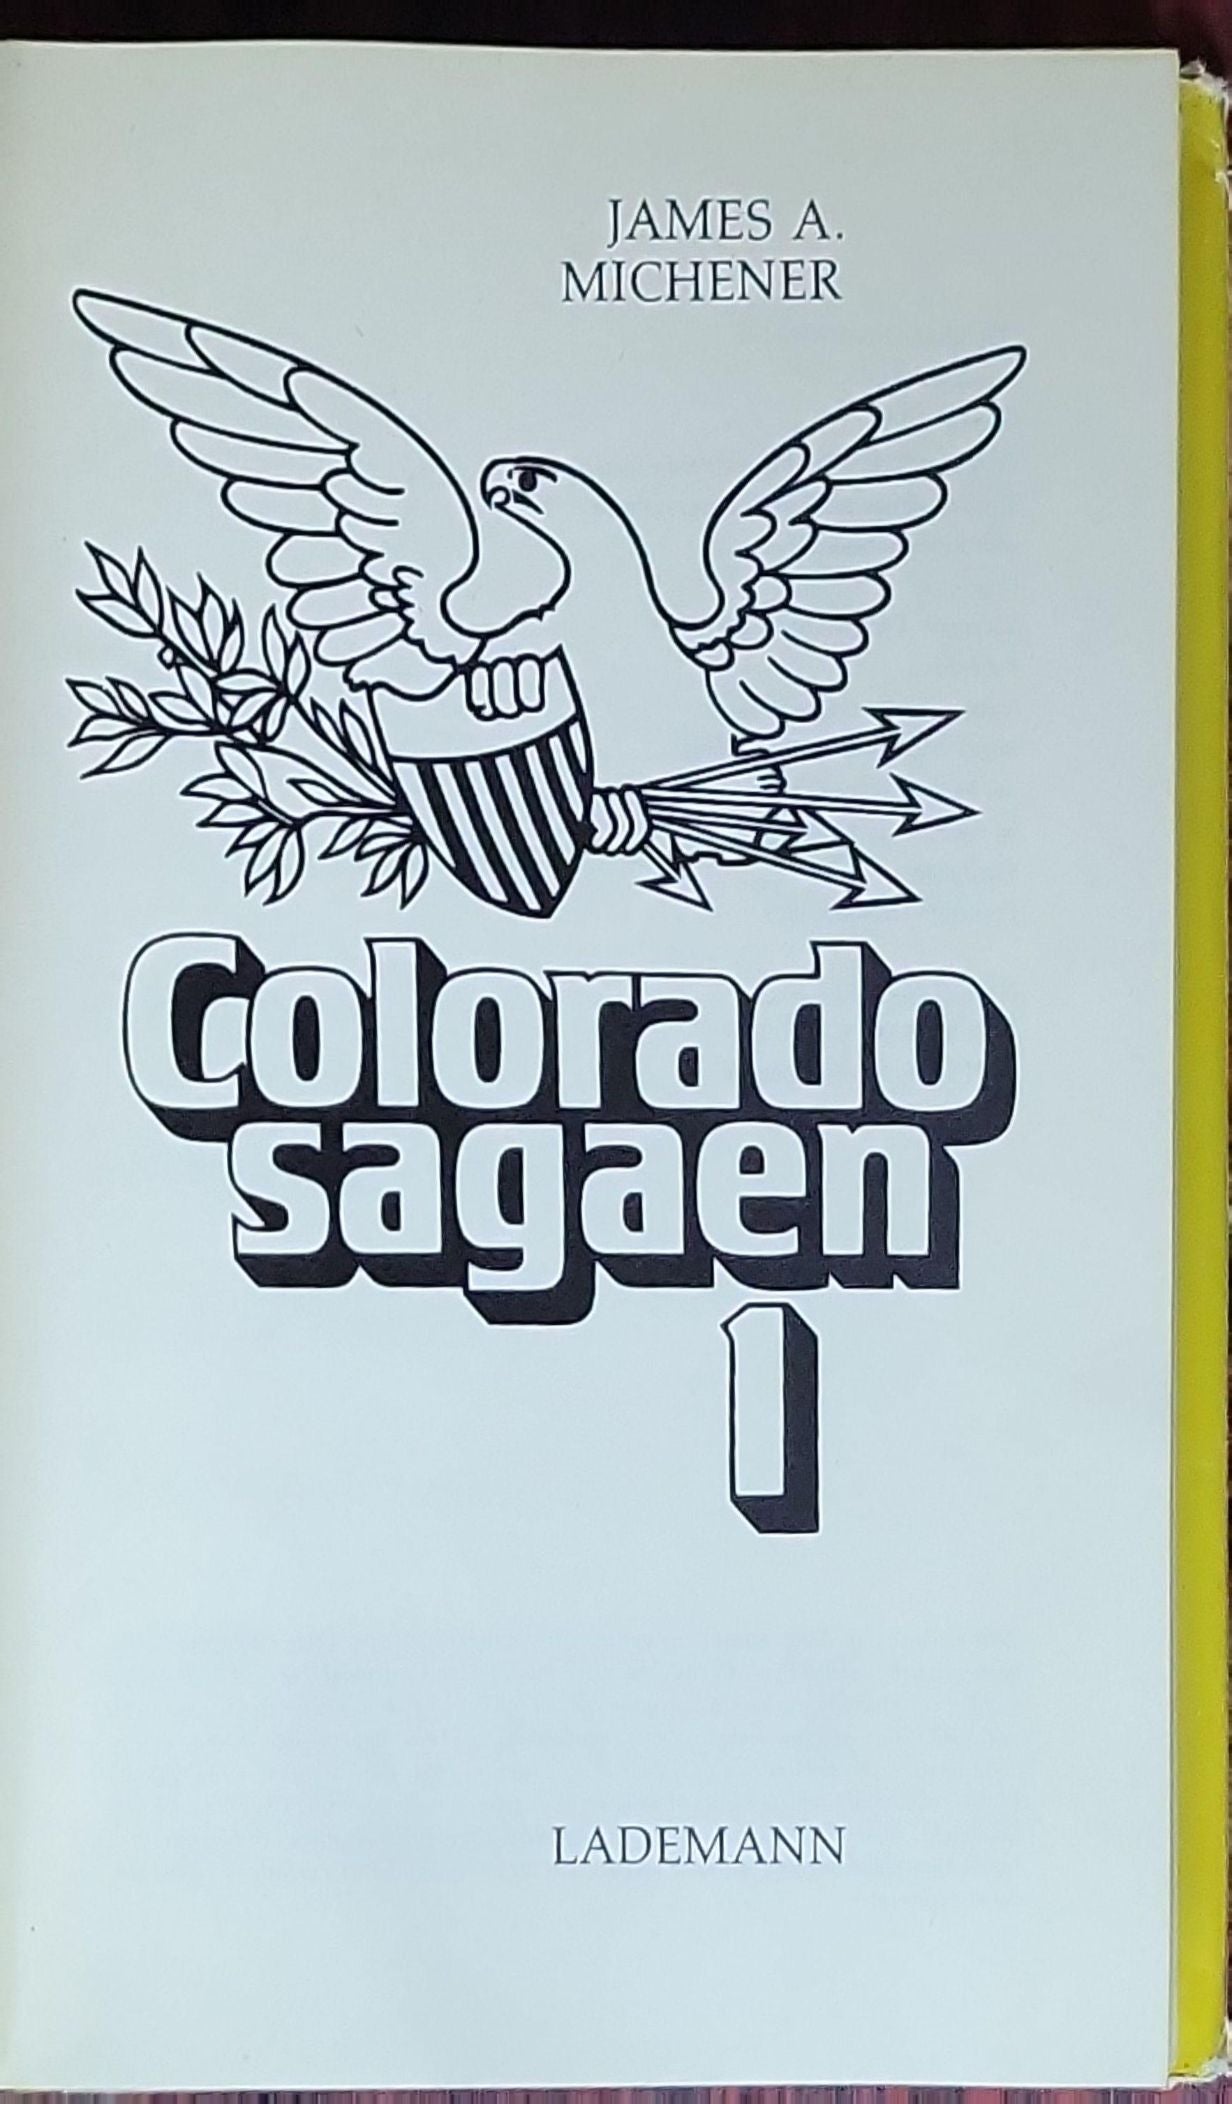 JAMES A.
MICHENER
Colorado
sagaen
1
LADEMANN